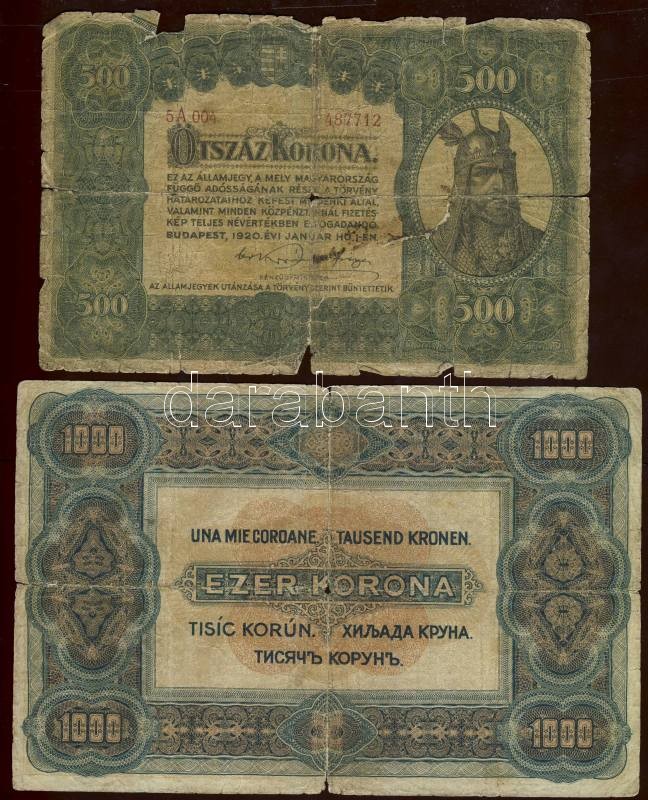 500
500
5A 004
487712
ÖTSZÁZ KORONA.
EZ AZ ÁLLAMJEGY, A MELY MAGYARORSZÁG
FÜGGŐ ADÓSSÁGÁNAK RÉSZE, A TÖRVÉNY
HATÁROZATAIHOZ KÉPEST MINDENKI ÁLTAL,
VALAMINT MINDEN KÖZPÉNZTÁRNÁL FIZETÉS-
KÉP TELJES NÉVÉRTÉKBEN ELFOGADANDÓ.
BUDAPEST, 1920. ÉVI JANUÁR HÓ 1-ÉN.
PÉNZÜGYMINISZTER
AZ ÁLLAMJEGYEK UTÁNZÁSA A TÖRVÉNY SZERINT BÜNTETTETIK.
500
500
darabanth
1000
1000
UNA MIE COROANE. TAUSEND KRONEN.
EZER KORONA
TISÍC KORÚN. ХИЉАДА КРУНА.
ТИСЯЧЪ КОРУНЪ.
1000
1000